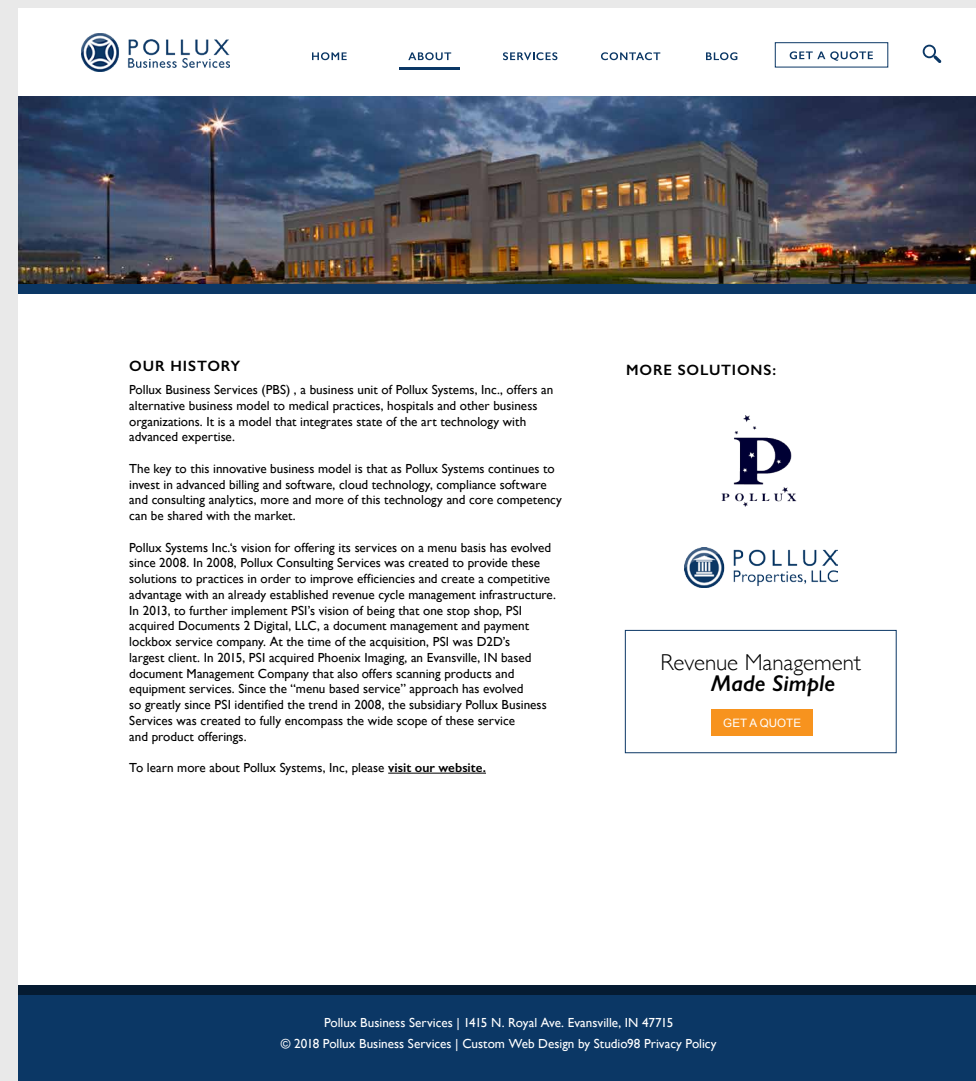 POLLUX
Business Services
HOME
ABOUT
SERVICES
CONTACT
BLOG
GET A QUOTE
OUR HISTORY
Pollux Business Services (PBS) , a business unit of Pollux Systems, Inc., offers an
alternative business model to medical practices, hospitals and other business
organizations. It is a model that integrates state of the art technology with
advanced expertise.
The key to this innovative business model is that as Pollux Systems continues to
invest in advanced billing and software, cloud technology, compliance software
and consulting analytics, more and more of this technology and core competency
can be shared with the market.
Pollux Systems Inc.‘s vision for offering its services on a menu basis has evolved
since 2008. In 2008, Pollux Consulting Services was created to provide these
solutions to practices in order to improve efficiencies and create a competitive
advantage with an already established revenue cycle management infrastructure.
In 2013, to further implement PSI’s vision of being that one stop shop, PSI
acquired Documents 2 Digital, LLC, a document management and payment
lockbox service company. At the time of the acquisition, PSI was D2D’s
largest client. In 2015, PSI acquired Phoenix Imaging, an Evansville, IN based
document Management Company that also offers scanning products and
equipment services. Since the “menu based service” approach has evolved
so greatly since PSI identified the trend in 2008, the subsidiary Pollux Business
Services was created to fully encompass the wide scope of these service
and product offerings.
To learn more about Pollux Systems, Inc, please visit our website.
MORE SOLUTIONS:
P
POLLUX
POLLUX
Properties, LLC
Revenue Management
Made Simple
GET A QUOTE
Pollux Business Services | 1415 N. Royal Ave. Evansville, IN 47715
© 2018 Pollux Business Services | Custom Web Design by Studio98 Privacy Policy